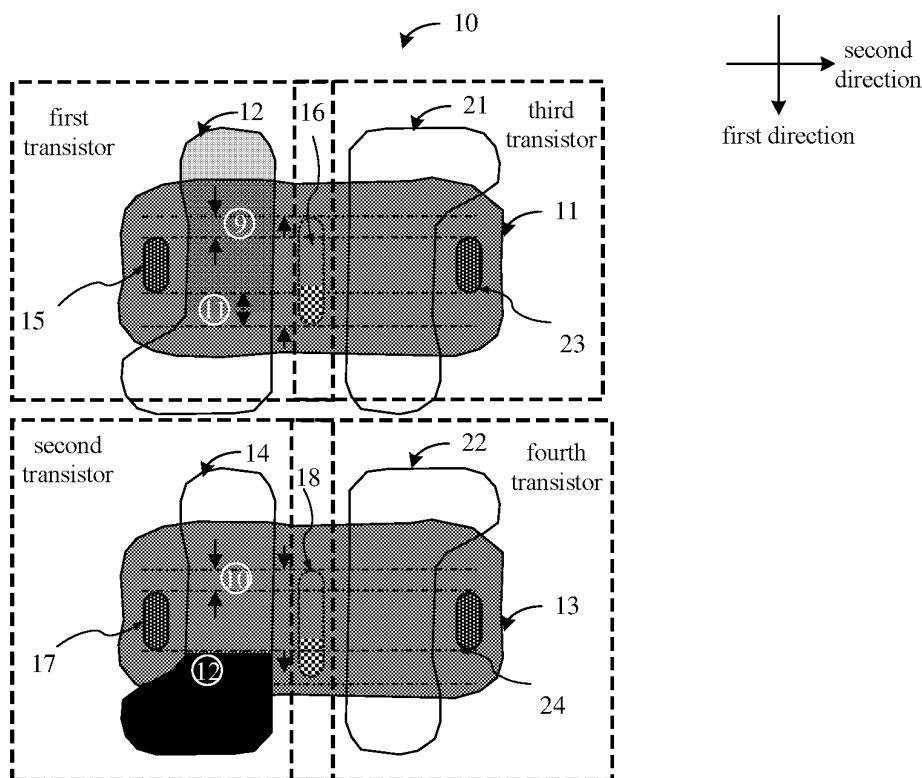 10
second
direction
first direction
first
transistor
12
16
21
third
transistor
⑨
11
⑪
15
23
second
transistor
14
18
22
fourth
transistor
⑩
13
17
⑫
24